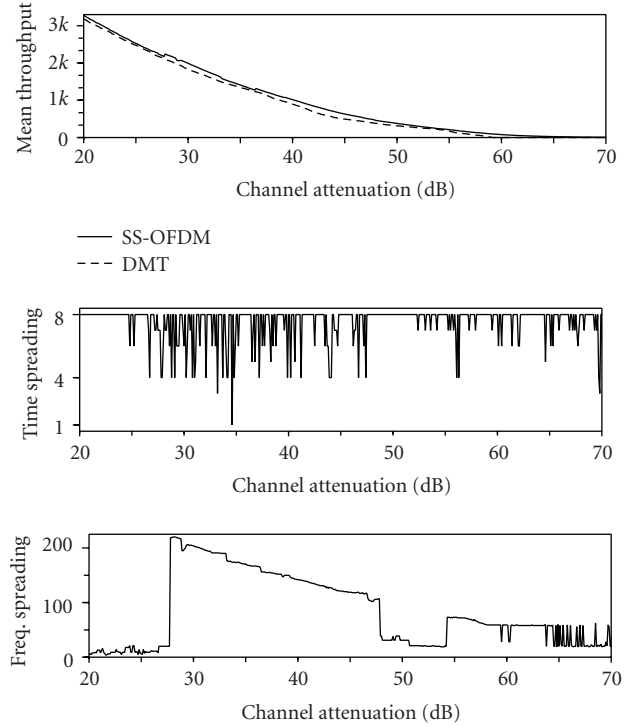 Mean throughput
3k
2k
1k
0
20 30 40 50 60 70
Channel attenuation (dB)
SS-OFDM
DMT
Time spreading
8
4
1
20 30 40 50 60 70
Channel attenuation (dB)
Freq. spreading
200
100
0
20 30 40 50 60 70
Channel attenuation (dB)